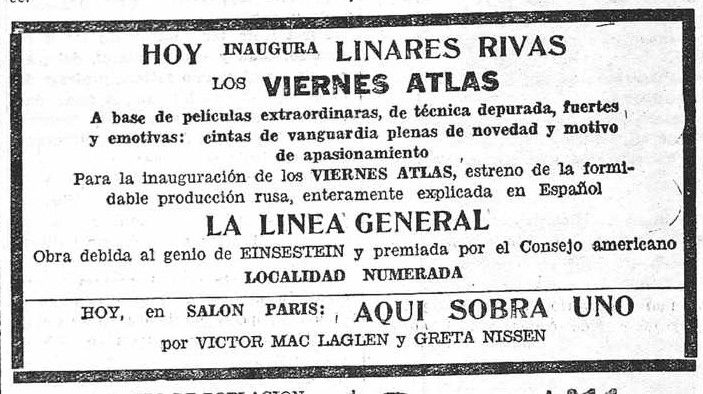 HOY INAUGURA LINARES RIVAS
LOS VIERNES ATLAS
A base de películas extraordinaras, de técnica depurada, fuertes
y emotivas: cintas de vanguardia plenas de novedad y motivo
de apasionamiento
Para la inauguración de los VIERNES ATLAS, estreno de la formi-
dable producción rusa, enteramente explicada en Español
LA LINEA GENERAL
Obra debida al genio de EINSESTEIN y premiada por el Consejo americano
LOCALIDAD NUMERADA
HOY, en SALON PARIS: AQUI SOBRA UNO
por VICTOR MAC LAGLEN y GRETA NISSEN